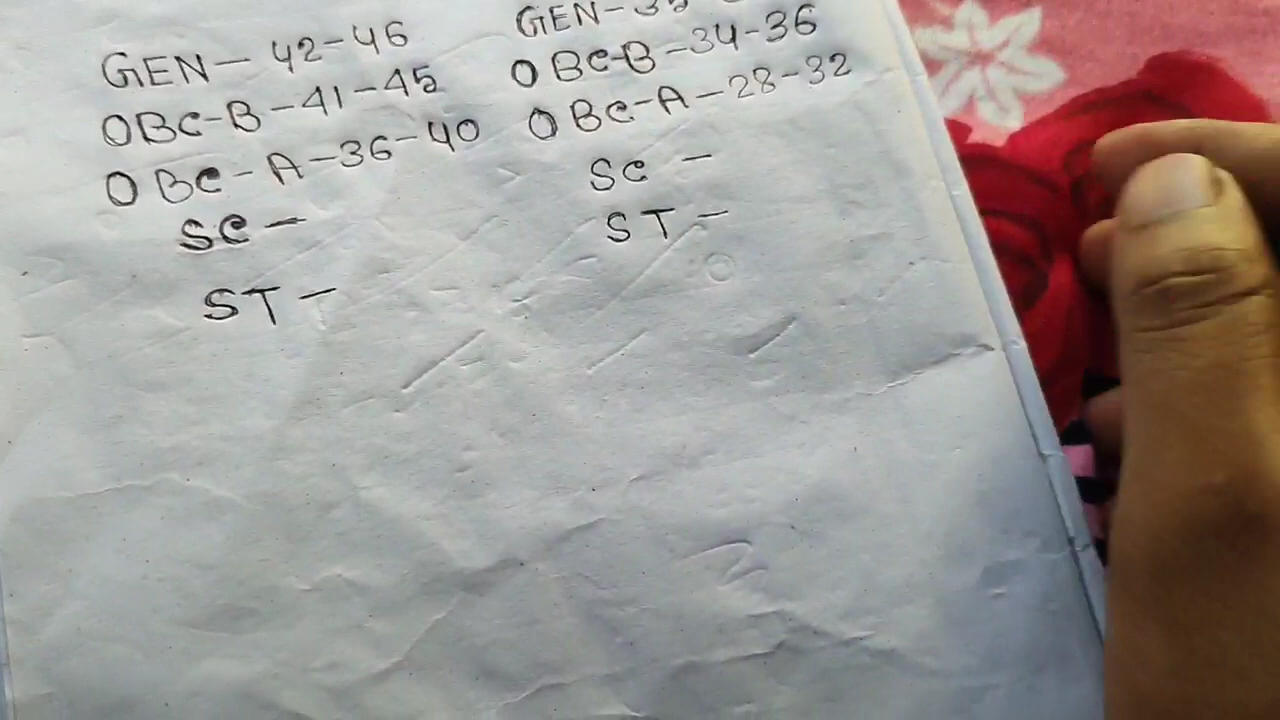 GEN - 42-46
OBC-B-41-45
OBC-A-36-40
SC -
ST -
GEN-
OBC-B-34-36
OBC-A-28-32
SC -
ST -